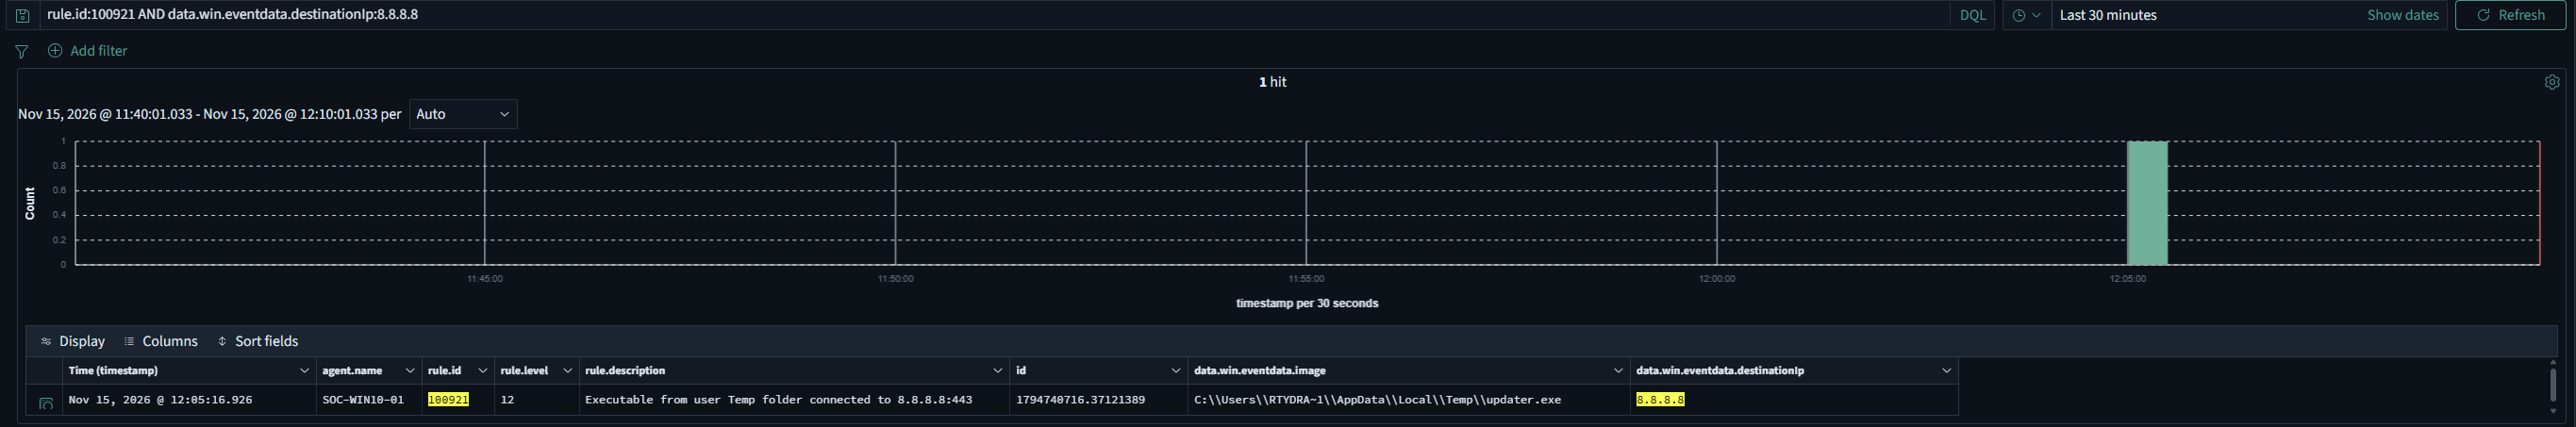 rule.id:100921 AND data.win.eventdata.destinationIp:8.8.8.8 DQL Last 30 minutes Show dates Refresh
Add filter
1 hit
Nov 15, 2026 @ 11:40:01.033 - Nov 15, 2026 @ 12:10:01.033 per Auto
Count
1
0.8
0.6
0.4
0.2
0
11:45:00 11:50:00 11:55:00 12:00:00 12:05:00
timestamp per 30 seconds
Display Columns Sort fields
Time (timestamp) agent.name rule.id rule.level rule.description id data.win.eventdata.image data.win.eventdata.destinationIp
Nov 15, 2026 @ 12:05:16.926 SOC-WIN10-01 100921 12 Executable from user Temp folder connected to 8.8.8.8:443 1794740716.37121389 C:\\Users\\RTYDRA~1\\AppData\\Local\\Temp\\updater.exe 8.8.8.8